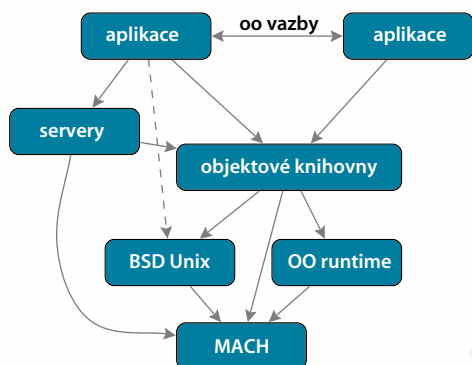 aplikace
oo vazby
aplikace
servery
objektové knihovny
BSD Unix
OO runtime
MACH